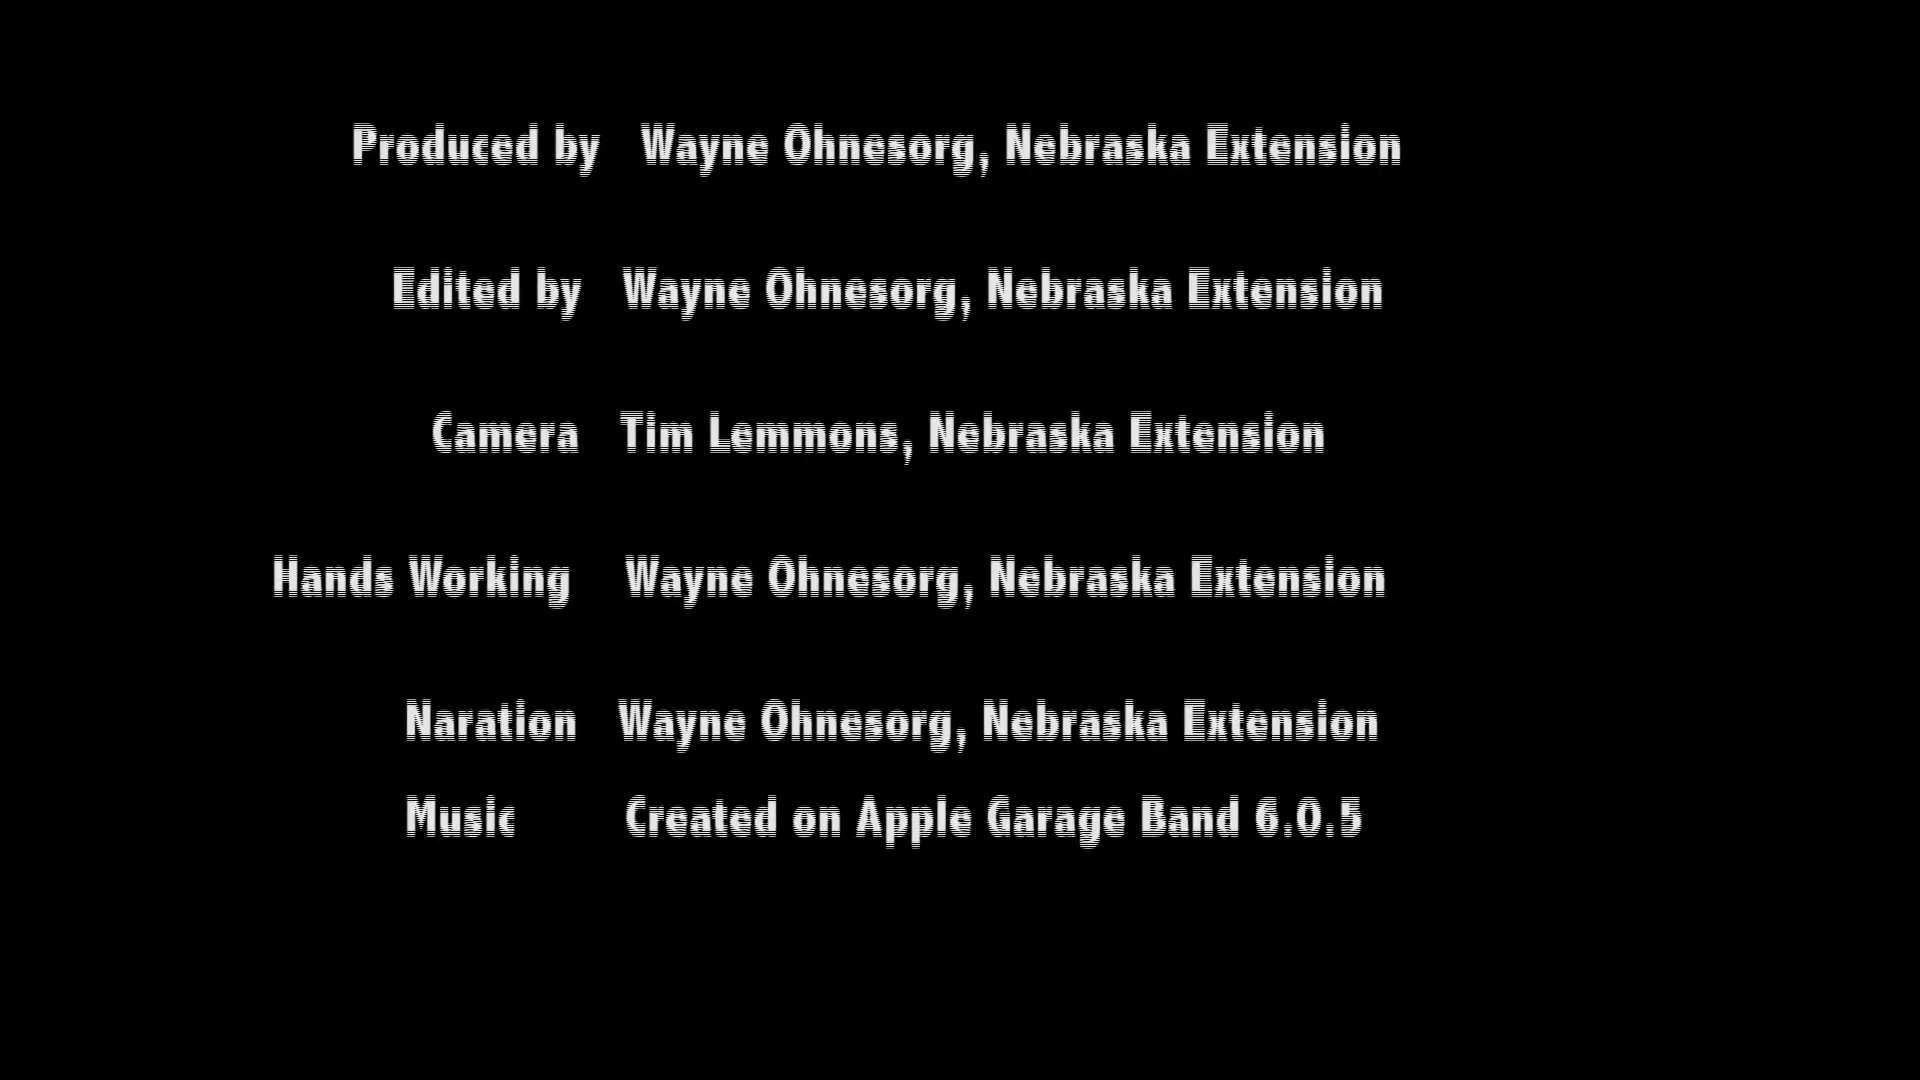 Produced by Wayne Ohnesorg, Nebraska Extension
Edited by Wayne Ohnesorg, Nebraska Extension
Camera Tim Lemmons, Nebraska Extension
Hands Working Wayne Ohnesorg, Nebraska Extension
Naration Wayne Ohnesorg, Nebraska Extension
Music Created on Apple Garage Band 6.0.5